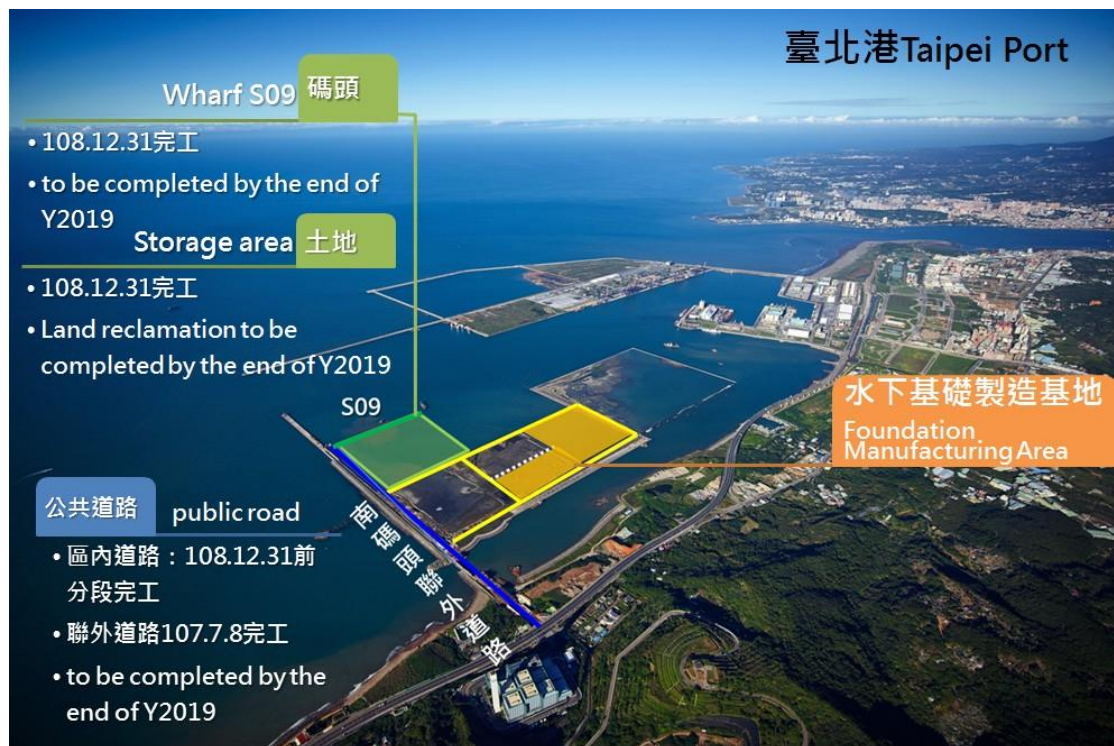 臺北港Taipei Port
Wharf S09 碼頭
• 108.12.31完工
• to be completed by the end of
Y2019
Storage area 土地
• 108.12.31完工
• Land reclamation to be
completed by the end of Y2019
S09
水下基礎製造基地
Foundation
Manufacturing Area
公共道路 public road
• 區內道路：108.12.31前
分段完工
• 聯外道路107.7.8完工
• to be completed by the
end of Y2019
南碼頭聯外道路